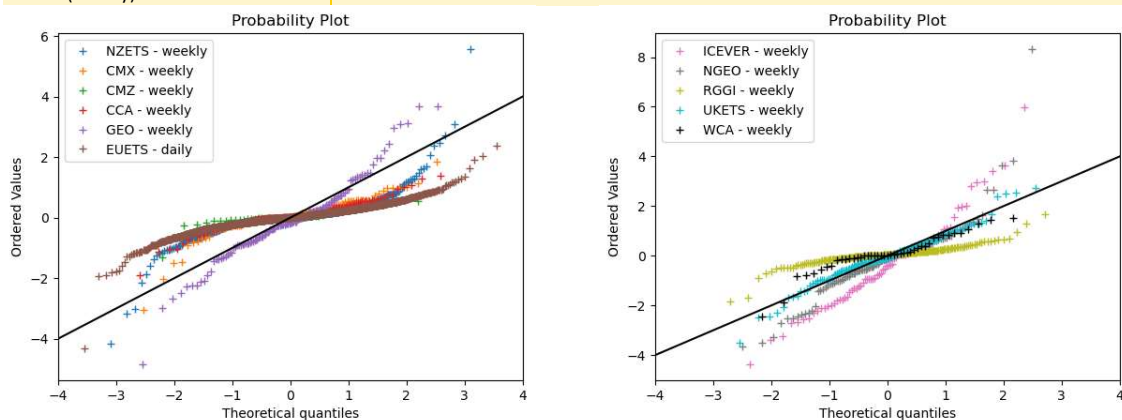 Probability Plot
6
4
2
0
−2
−4
Ordered Values
NZETS - weekly
CMX - weekly
CMZ - weekly
CCA - weekly
GEO - weekly
EUETS - daily
−4 −3 −2 −1 0 1 2 3 4
Theoretical quantiles
Probability Plot
8
6
4
2
0
−2
−4
Ordered Values
ICEVER - weekly
NGEO - weekly
RGGI - weekly
UKETS - weekly
WCA - weekly
−4 −3 −2 −1 0 1 2 3 4
Theoretical quantiles